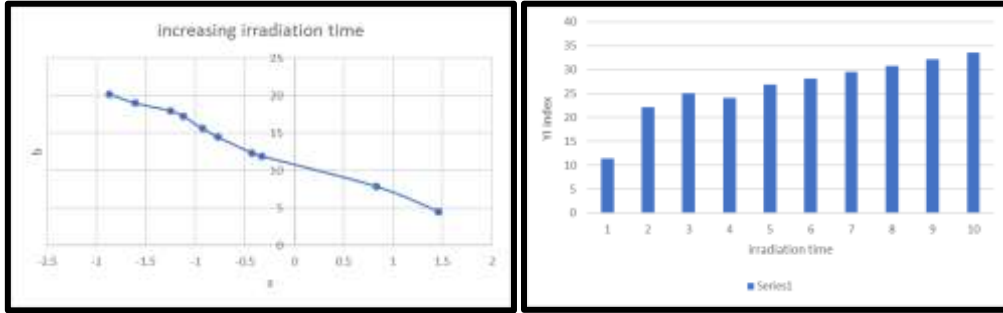 increasing irradiation time
25
20
15
10
5
0
b
-2.5 -2 -1.5 -1 -0.5 0 0.5 1 1.5 2
a
40
35
30
25
20
15
10
5
0
YI index
1 2 3 4 5 6 7 8 9 10
irradiation time
Series1